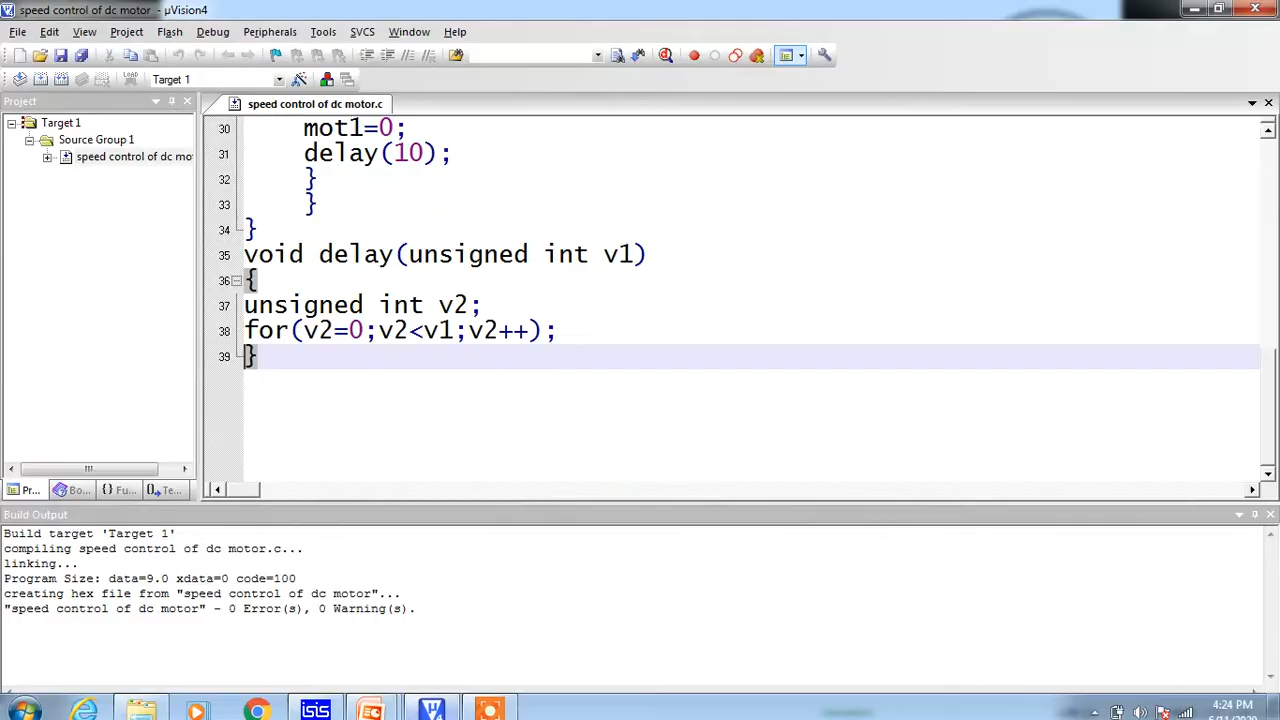 speed control of dc motor - µVision4
File Edit View Project Flash Debug Peripherals Tools SVCS Window Help
LOAD Target 1
Project
speed control of dc motor.c
Target 1
Source Group 1
speed control of dc mo
30 mot1=0;
31 delay(10);
32 }
33 }
34 }
35 void delay(unsigned int v1)
36 {
37 unsigned int v2;
38 for(v2=0;v2<v1;v2++);
39 }
Pr... Bo... {} Fu... 0. Te...
Build Output
Build target 'Target 1'
compiling speed control of dc motor.c...
linking...
Program Size: data=9.0 xdata=0 code=100
creating hex file from "speed control of dc motor"...
"speed control of dc motor" - 0 Error(s), 0 Warning(s).
isis
4:24 PM